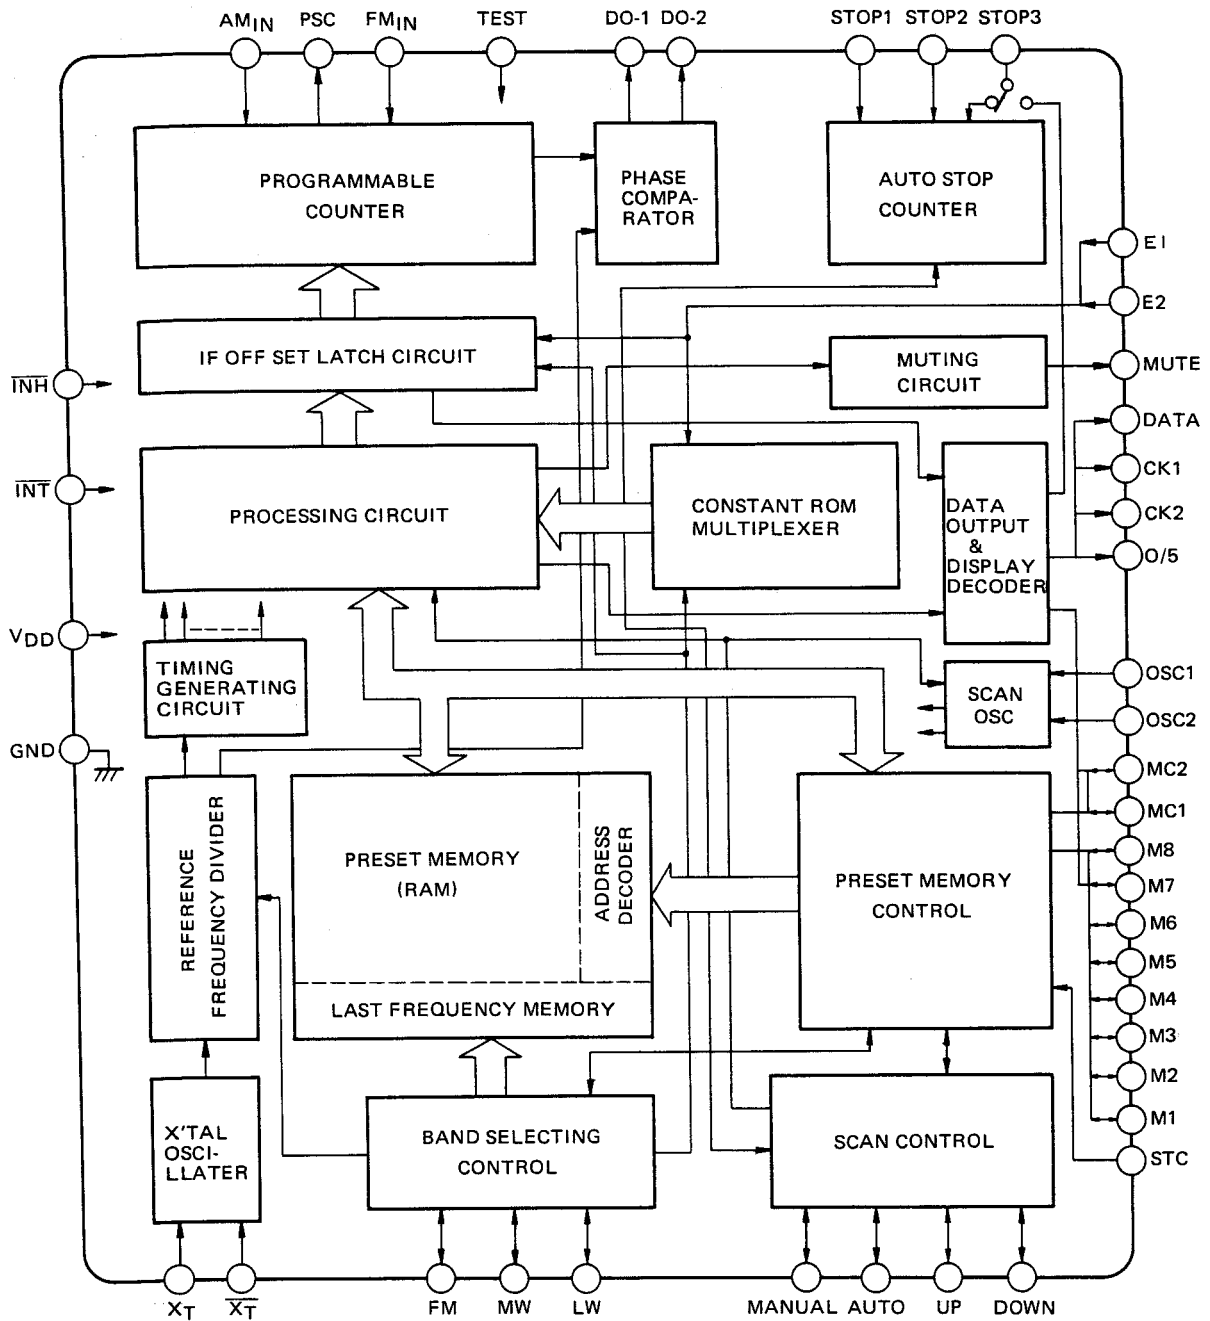 AMIN PSC FMIN TEST DO-1 DO-2 STOP1 STOP2 STOP3
PROGRAMMABLE
COUNTER
PHASE
COMPA-
RATOR
AUTO STOP
COUNTER
E1
E2
IF OFF SET LATCH CIRCUIT
MUTING
CIRCUIT
MUTE
INH
DATA
PROCESSING CIRCUIT
CONSTANT ROM
MULTIPLEXER
DATA
OUTPUT
&
DISPLAY
DECODER
CK1
INT
CK2
O/5
VDD
TIMING
GENERATING
CIRCUIT
SCAN
OSC
OSC1
OSC2
GND
MC2
MC1
REFERENCE
FREQUENCY DIVIDER
PRESET MEMORY
(RAM)
ADDRESS
DECODER
PRESET MEMORY
CONTROL
M8
M7
M6
M5
M4
M3
M2
M1
STC
LAST FREQUENCY MEMORY
X'TAL
OSCI-
LLATER
BAND SELECTING
CONTROL
SCAN CONTROL
XT XT FM MW LW MANUAL AUTO UP DOWN